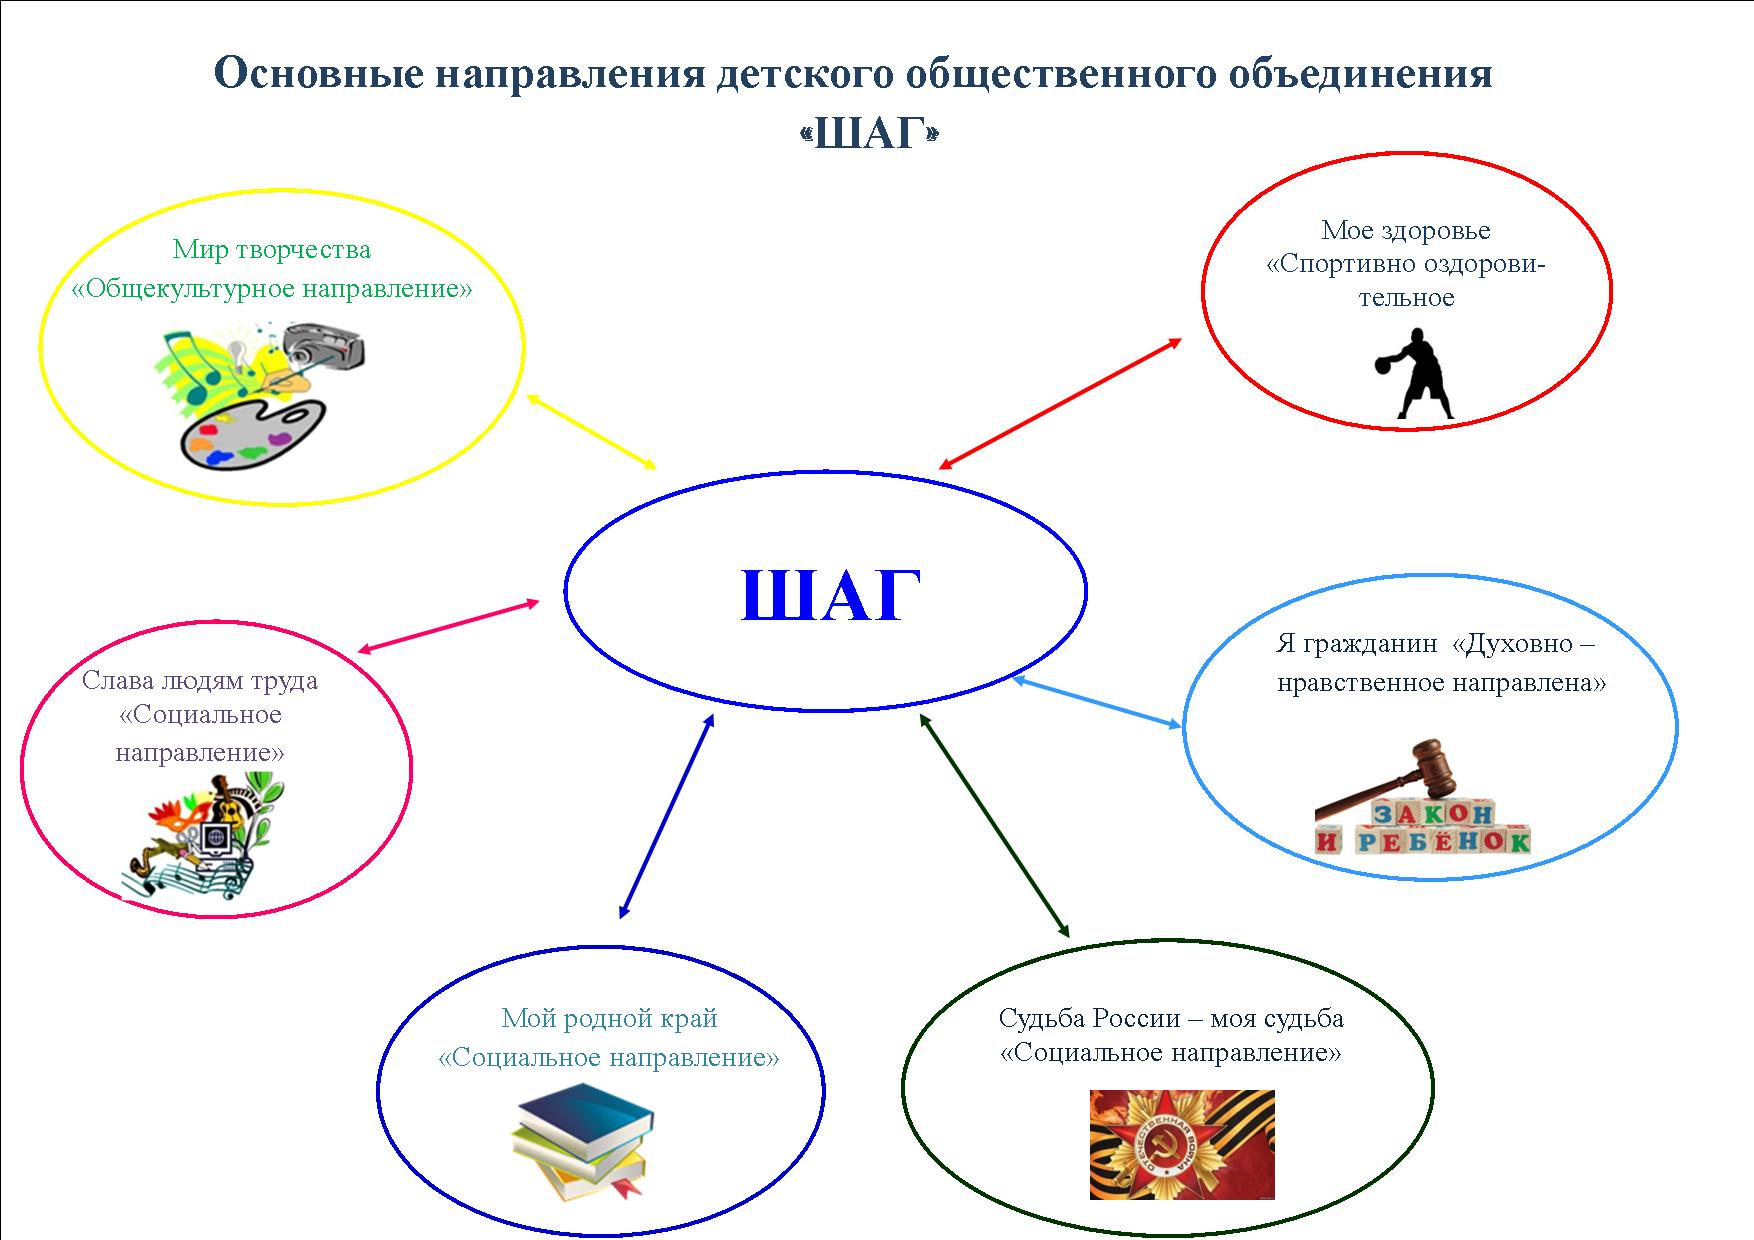 Основные направления детского общественного объединения
«ШАГ»
Мир творчества
«Общекультурное направление»
Мое здоровье
«Спортивно оздорови-
тельное
ШАГ
Слава людям труда
«Социальное
направление»
Я гражданин «Духовно –
нравственное направлена»
ЗАКОН
И РЕБЁНОК
Мой родной край
«Социальное направление»
Судьба России – моя судьба
«Социальное направление»
ОТЕЧЕСТВЕННАЯ ВОЙНА